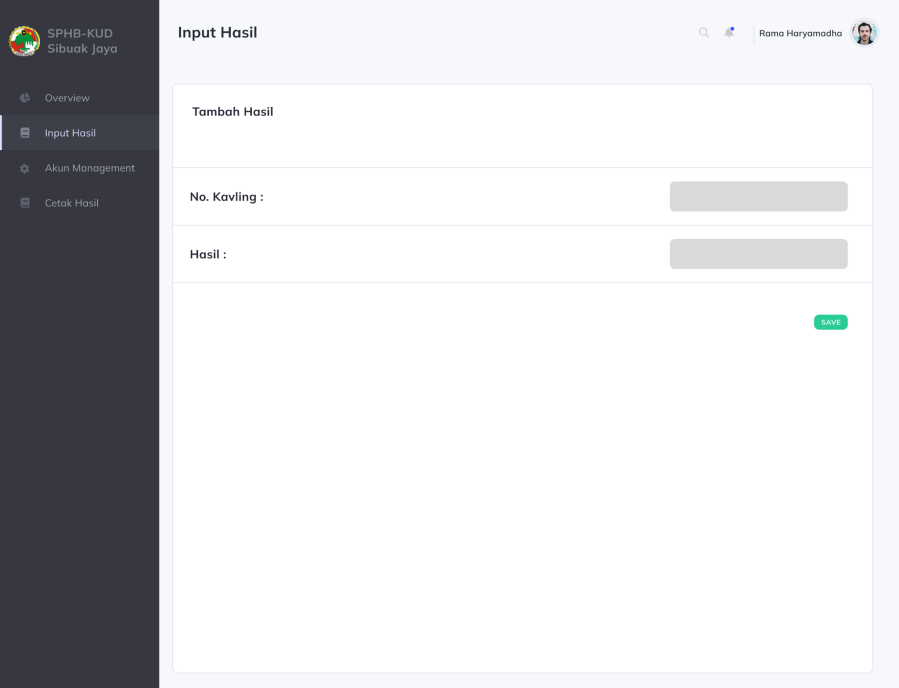 SPHB-KUD
Sibuak Jaya
Overview
Input Hasil
Akun Management
Cetak Hasil
Input Hasil
Rama Haryamadha
Tambah Hasil
No. Kavling :
Hasil :
SAVE